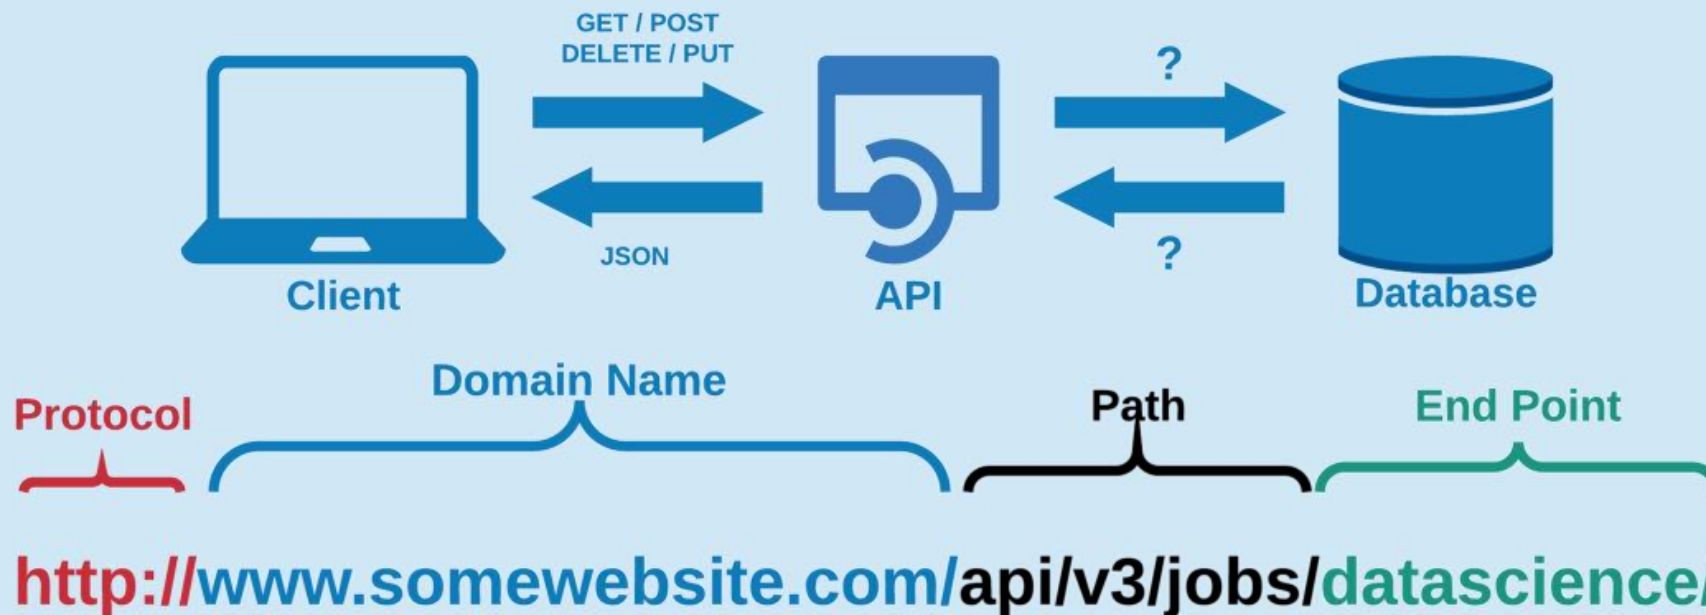 GET / POST
DELETE / PUT
?
JSON
?
Client
API
Database
Domain Name
Protocol
Path
End Point
http://www.somewebsite.com/api/v3/jobs/datascience